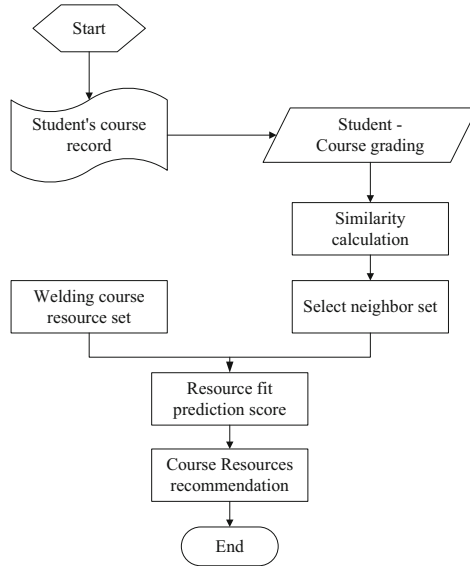 Start
Student's course
record
Student -
Course grading
Similarity
calculation
Welding course
resource set
Select neighbor set
Resource fit
prediction score
Course Resources
recommendation
End